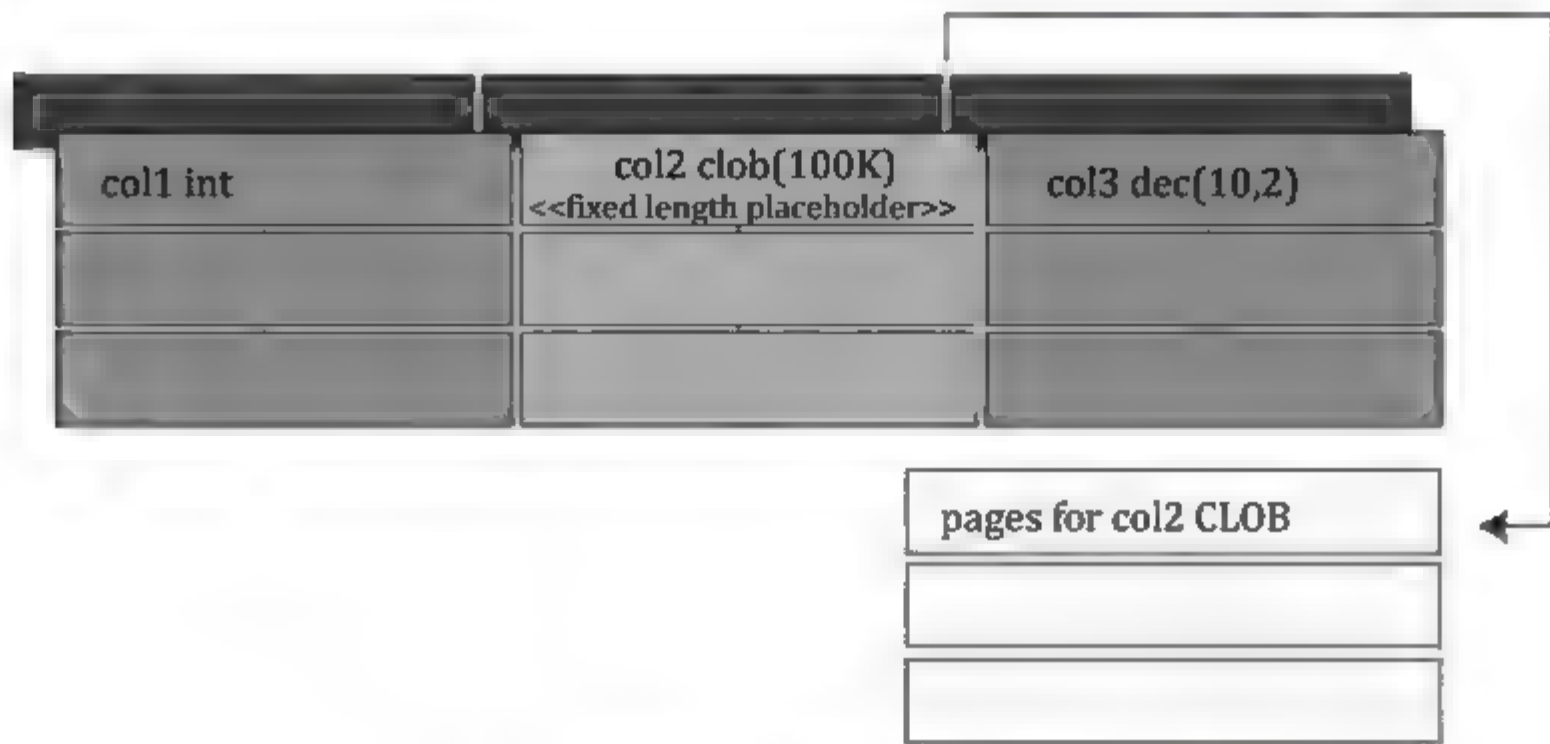 col1 int
col2 clob(100K)
<<fixed length placeholder>>
col3 dec(10,2)
pages for col2 CLOB